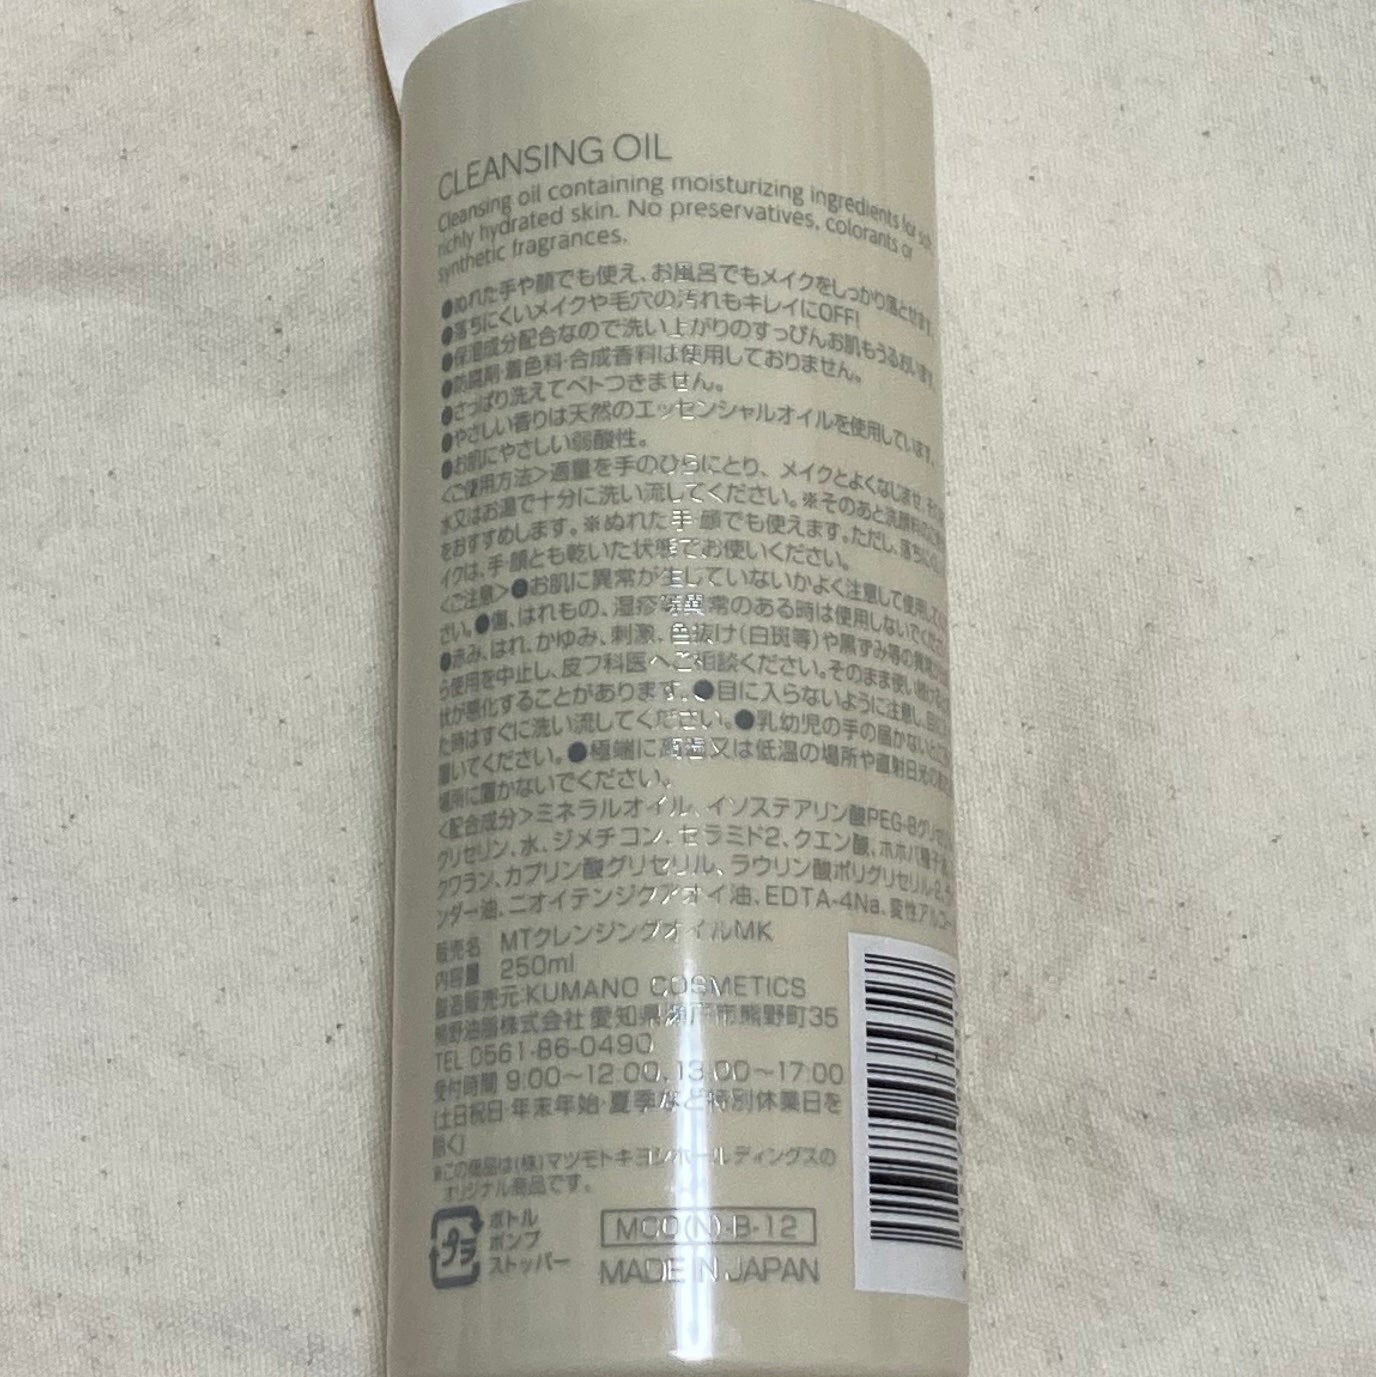 CLEANSING OIL
Cleansing oil containing moisturizing ingredients for soft,
richly hydrated skin. No preservatives, colorants or
synthetic fragrances.
●ぬれた手や顔でも使え、お風呂でもメイクをしっかり落とせます。
●落ちにくいメイクや毛穴の汚れもキレイにOFF!
●保湿成分配合なので洗い上がりのすっぴんお肌もうるおいます。
●防腐剤・着色料・合成香料は使用しておりません。
●さっぱり洗えてベトつきません。
●やさしい香りは天然のエッセンシャルオイルを使用しています。
●お肌にやさしい弱酸性。
<ご使用方法>適量を手のひらにとり、メイクとよくなじませ、その
水又はお湯で十分に洗い流してください。※そのあと洗顔料の
をおすすめします。※ぬれた手・顔でも使えます。ただし、落ちにくい
イクは、手・顔とも乾いた状態でお使いください。
<ご注意>●お肌に異常が生じていないかよく注意して使用して
さい。●傷、はれもの、湿疹等異常のある時は使用しないでください
●赤み、はれ、かゆみ、刺激、色抜け(白斑等)や黒ずみ等の異常が
ら使用を中止し、皮フ科医へご相談ください。そのまま使い続けると
状が悪化することがあります。●目に入らないように注意し、目に
た時はすぐに洗い流してください。●乳幼児の手の届かないところ
置いてください。●極端に高温又は低温の場所や直射日光の
場所に置かないでください。
<配合成分>ミネラルオイル、イソステアリン酸PEG-8グリセリル
グリセリン、水、ジメチコン、セラミド2、クエン酸、ホホバ種子油
クワラン、カプリン酸グリセリル、ラウリン酸ポリグリセリル-2、ラ
ンダー油、ニオイテンジクアオイ油、EDTA-4Na、変性アルコー
販売名 MTクレンジングオイルMK
内容量 250ml
製造販売元 KUMANO COSMETICS
熊野油脂株式会社 愛知県瀬戸市熊野町35
TEL 0561-86-0490
受付時間 9:00～12:00、13:00～17:00
(土日祝日・年末年始・夏季など特別休業日を
除く)
※この商品は(株)マツモトキヨシホールディングスの
オリジナル商品です。
プラ
ボトル
ポンプ
ストッパー
MCO(N)-B-12
MADE IN JAPAN